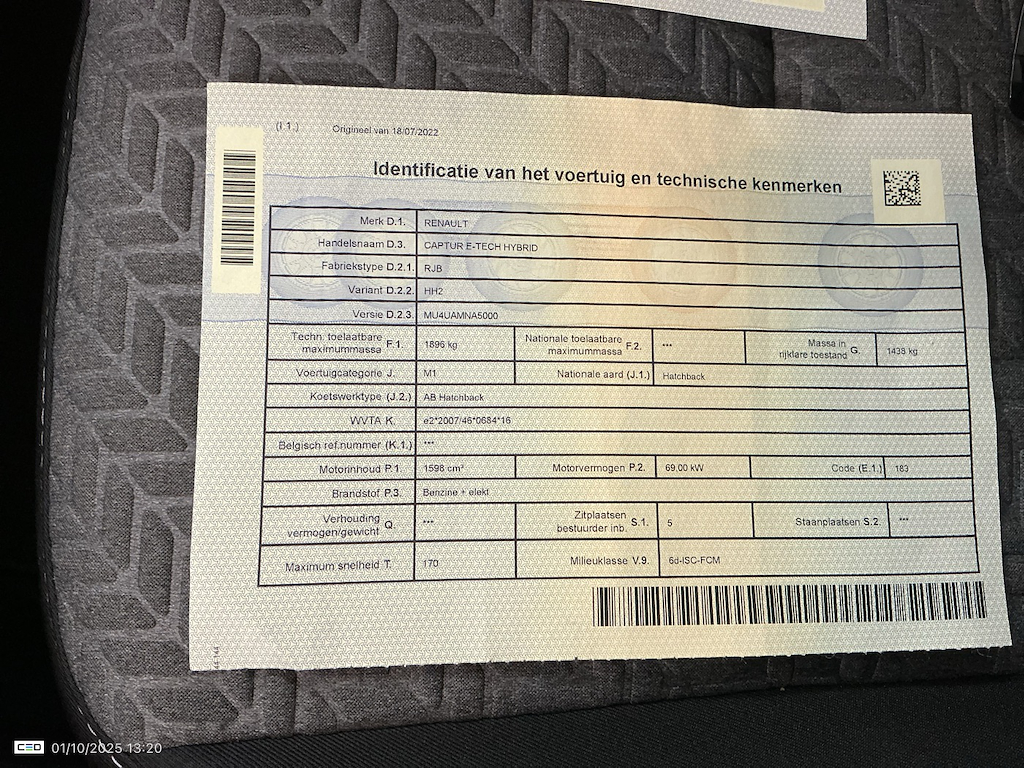 (I.1.) Origineel van 18/07/2022
Identificatie van het voertuig en technische kenmerken
Merk D.1. RENAULT
Handelsnaam D.3. CAPTUR E-TECH HYBRID
Fabriekstype D.2.1. RJB
Variant D.2.2. HH2
Versie D.2.3. MU4UAMNA5000
Techn. toelaatbare maximummassa F.1. 1896 kg Nationale toelaatbare maximummassa F.2. *** Massa in rijklare toestand G. 1438 kg
Voertuigcategorie J. M1 Nationale aard (J.1.) Hatchback
Koetswerktype (J.2.) AB Hatchback
WVTA K. e2*2007/46*0684*16
Belgisch ref.nummer (K.1.) ***
Motorinhoud P.1. 1598 cm³ Motorvermogen P.2. 69,00 kW Code (E.1.) 183
Brandstof P.3. Benzine + elekt
Verhouding vermogen/gewicht Q. *** Zitplaatsen bestuurder inb. S.1. 5 Staanplaatsen S.2. ***
Maximum snelheid T. 170 Milieuklasse V.9. 6d-ISC-FCM
44-144
CEO 01/10/2025 13:20